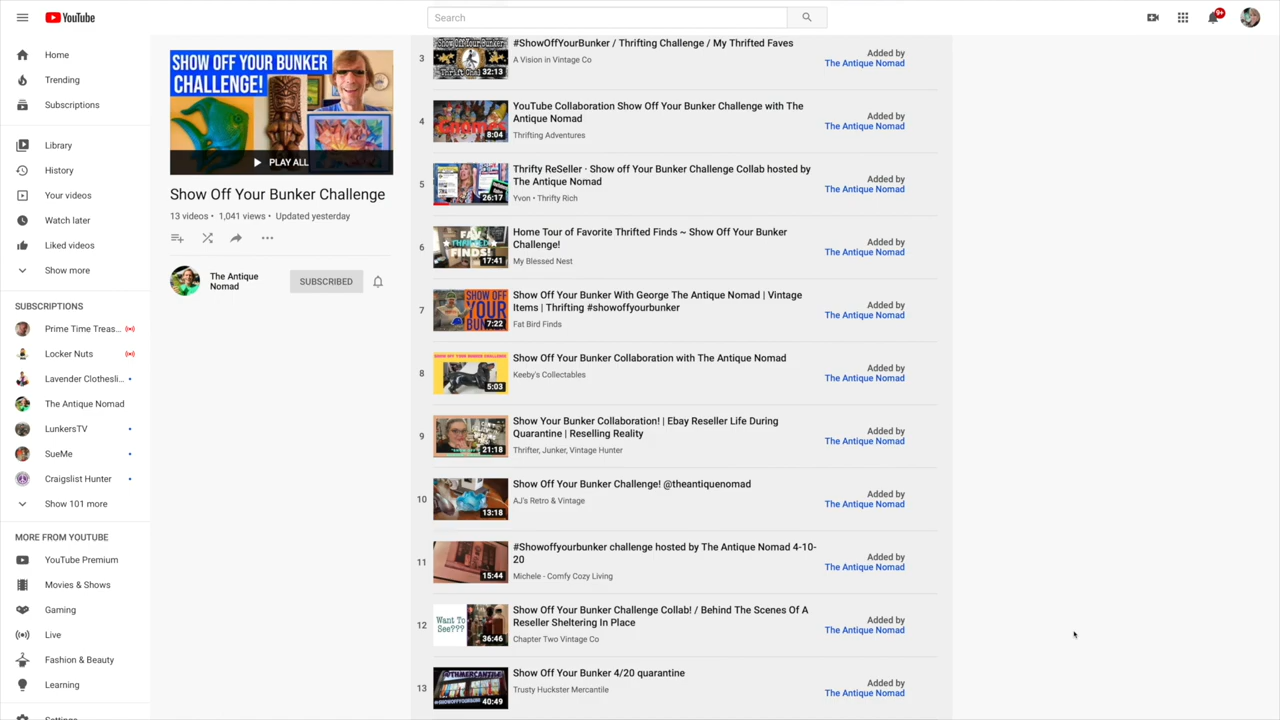 YouTube
Search
9+
Home
Trending
Subscriptions
Library
History
Your videos
Watch later
Liked videos
Show more
SUBSCRIPTIONS
Prime Time Treas...
Locker Nuts
Lavender Clothesli...
The Antique Nomad
LunkersTV
SueMe
Craigslist Hunter
Show 101 more
MORE FROM YOUTUBE
YouTube Premium
Movies & Shows
Gaming
Live
Fashion & Beauty
Learning
Settings
SHOW OFF YOUR BUNKER
CHALLENGE!
PLAY ALL
Show Off Your Bunker Challenge
13 videos • 1,041 views • Updated yesterday
The Antique
Nomad
SUBSCRIBED
3
32:13
#ShowOffYourBunker / Thrifting Challenge / My Thrifted Faves
A Vision in Vintage Co
Added by
The Antique Nomad
4
8:04
YouTube Collaboration Show Off Your Bunker Challenge with The
Antique Nomad
Thrifting Adventures
Added by
The Antique Nomad
5
26:17
Thrifty ReSeller · Show off Your Bunker Challenge Collab hosted by
The Antique Nomad
Yvon • Thrifty Rich
Added by
The Antique Nomad
6
FAV
THRIFTED
FINDS!
17:41
Home Tour of Favorite Thrifted Finds ~ Show Off Your Bunker
Challenge!
My Blessed Nest
Added by
The Antique Nomad
7
SHOW
OFF
YOUR
7:22
Show Off Your Bunker With George The Antique Nomad | Vintage
Items | Thrifting #showoffyourbunker
Fat Bird Finds
Added by
The Antique Nomad
8
SHOW OFF YOUR BUNKER CHALLENGE
5:03
Show Off Your Bunker Collaboration with The Antique Nomad
Keeby's Collectables
Added by
The Antique Nomad
9
21:18
Show Your Bunker Collaboration! | Ebay Reseller Life During
Quarantine | Reselling Reality
Thrifter, Junker, Vintage Hunter
Added by
The Antique Nomad
10
13:18
Show Off Your Bunker Challenge! @theantiquenomad
AJ's Retro & Vintage
Added by
The Antique Nomad
11
15:44
#Showoffyourbunker challenge hosted by The Antique Nomad 4-10-
20
Michele - Comfy Cozy Living
Added by
The Antique Nomad
12
Want To
See???
36:46
Show Off Your Bunker Challenge Collab! / Behind The Scenes Of A
Reseller Sheltering In Place
Chapter Two Vintage Co
Added by
The Antique Nomad
13
40:49
Show Off Your Bunker 4/20 quarantine
Trusty Huckster Mercantile
Added by
The Antique Nomad